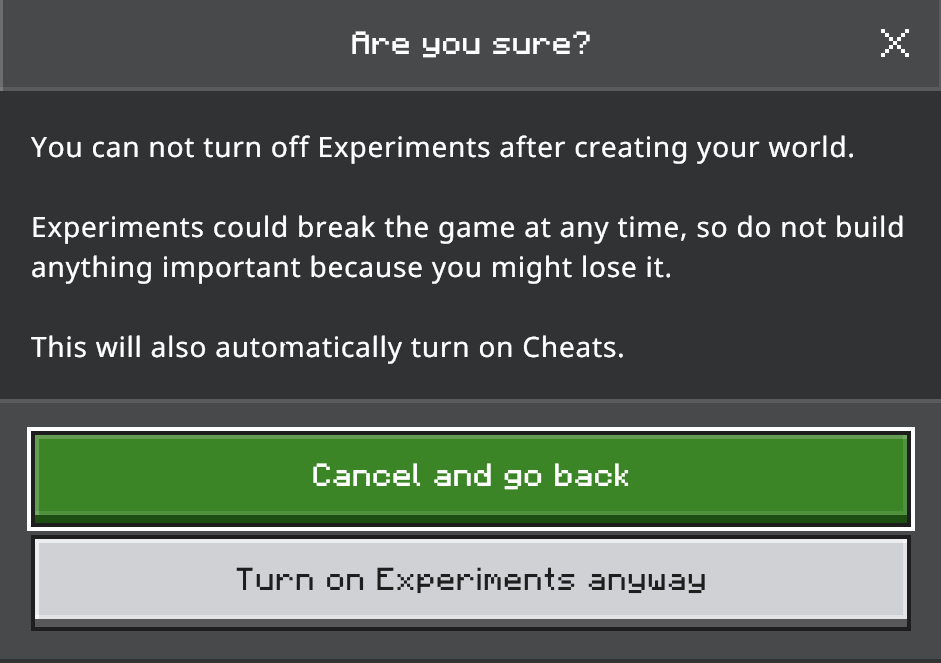 Are you sure?
You can not turn off Experiments after creating your world.
Experiments could break the game at any time, so do not build
anything important because you might lose it.
This will also automatically turn on Cheats.
Cancel and go back
Turn on Experiments anyway